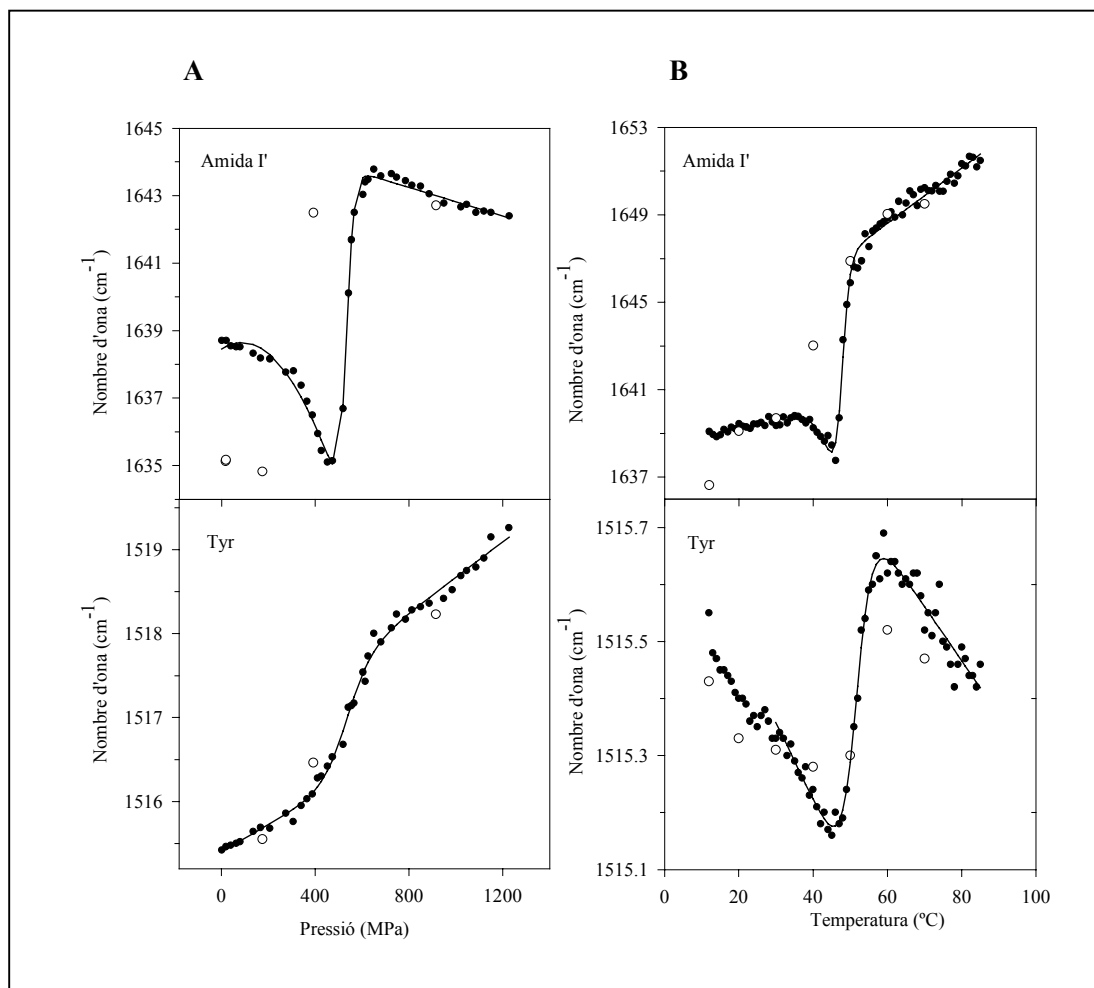 A
B
1645
1643
1641
1639
1637
1635
Amida I'
Nombre d'ona (cm-1)
1653
1649
1645
1641
1637
Amida I'
Nombre d'ona (cm-1)
1519
1518
1517
1516
Tyr
Nombre d'ona (cm-1)
0 400 800 1200
Pressió (MPa)
1515.7
1515.5
1515.3
1515.1
Tyr
Nombre d'ona (cm-1)
0 20 40 60 80 100
Temperatura (ºC)